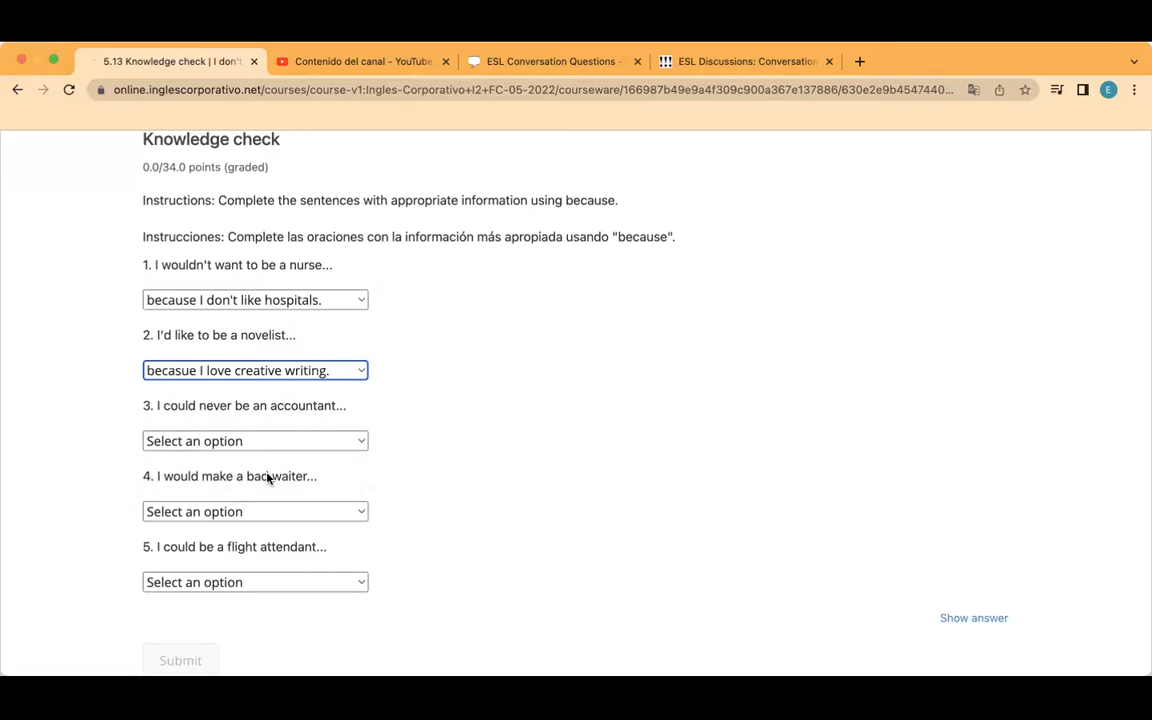 5.13 Knowledge check | I don't
Contenido del canal - YouTube
ESL Conversation Questions -
ESL Discussions: Conversation
online.inglescorporativo.net/courses/course-v1:Ingles-Corporativo+I2+FC-05-2022/courseware/166987b49e9a4f309c900a367e137886/630e2e9b4547440...
E
Knowledge check
0.0/34.0 points (graded)
Instructions: Complete the sentences with appropriate information using because.
Instrucciones: Complete las oraciones con la información más apropiada usando "because".
1. I wouldn't want to be a nurse...
because I don't like hospitals.
2. I'd like to be a novelist...
becasue I love creative writing.
3. I could never be an accountant...
Select an option
4. I would make a bad waiter...
Select an option
5. I could be a flight attendant...
Select an option
Show answer
Submit